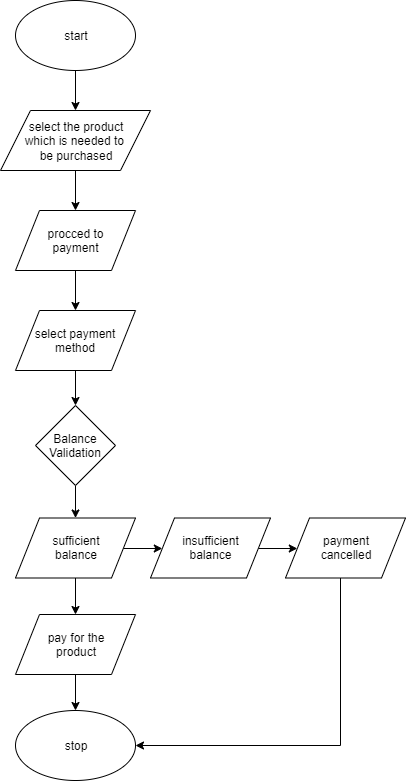 start
select the product
which is needed to
be purchased
procced to
payment
select payment
method
Balance
Validation
sufficient
balance
insufficient
balance
payment
cancelled
pay for the
product
stop